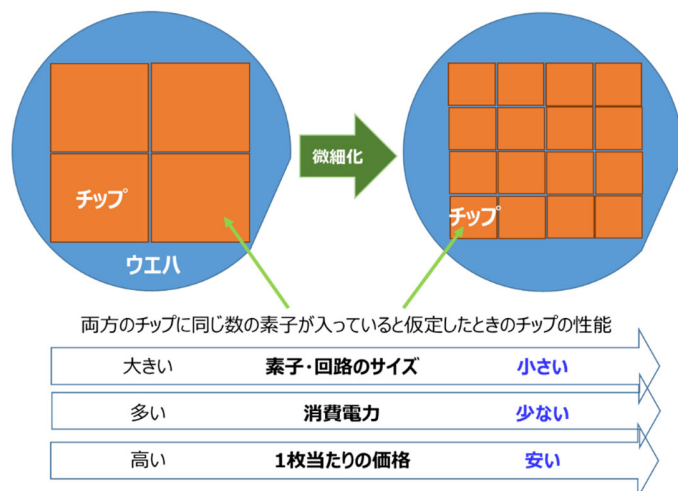 微細化
チップ
チップ
ウエハ
両方のチップに同じ数の素子が入っていると仮定したときのチップの性能
大きい 素子・回路のサイズ 小さい
多い 消費電力 少ない
高い 1枚当たりの価格 安い